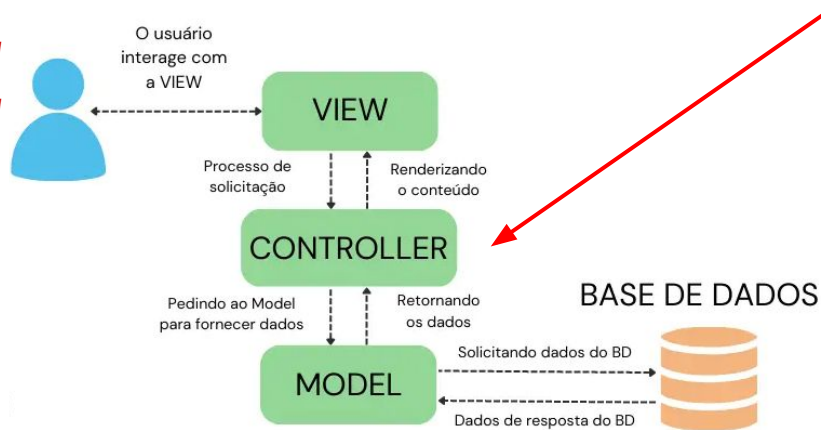 O usuário
interage com
a VIEW
VIEW
Processo de
solicitação
Renderizando
o conteúdo
CONTROLLER
Pedindo ao Model
para fornecer dados
Retornando
os dados
BASE DE DADOS
MODEL
Solicitando dados do BD
Dados de resposta do BD